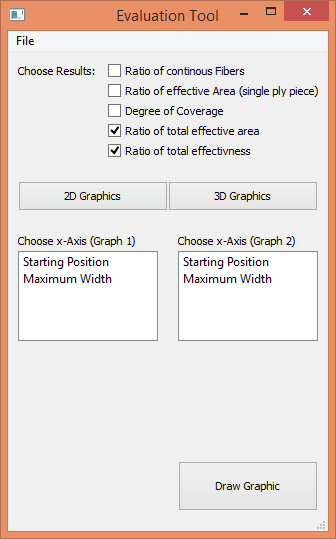 Evaluation Tool
File
Choose Results:
Ratio of continous Fibers
Ratio of effective Area (single ply piece)
Degree of Coverage
Ratio of total effective area
Ratio of total effectivness
2D Graphics
3D Graphics
Choose x-Axis (Graph 1)
Starting Position
Maximum Width
Choose x-Axis (Graph 2)
Starting Position
Maximum Width
Draw Graphic